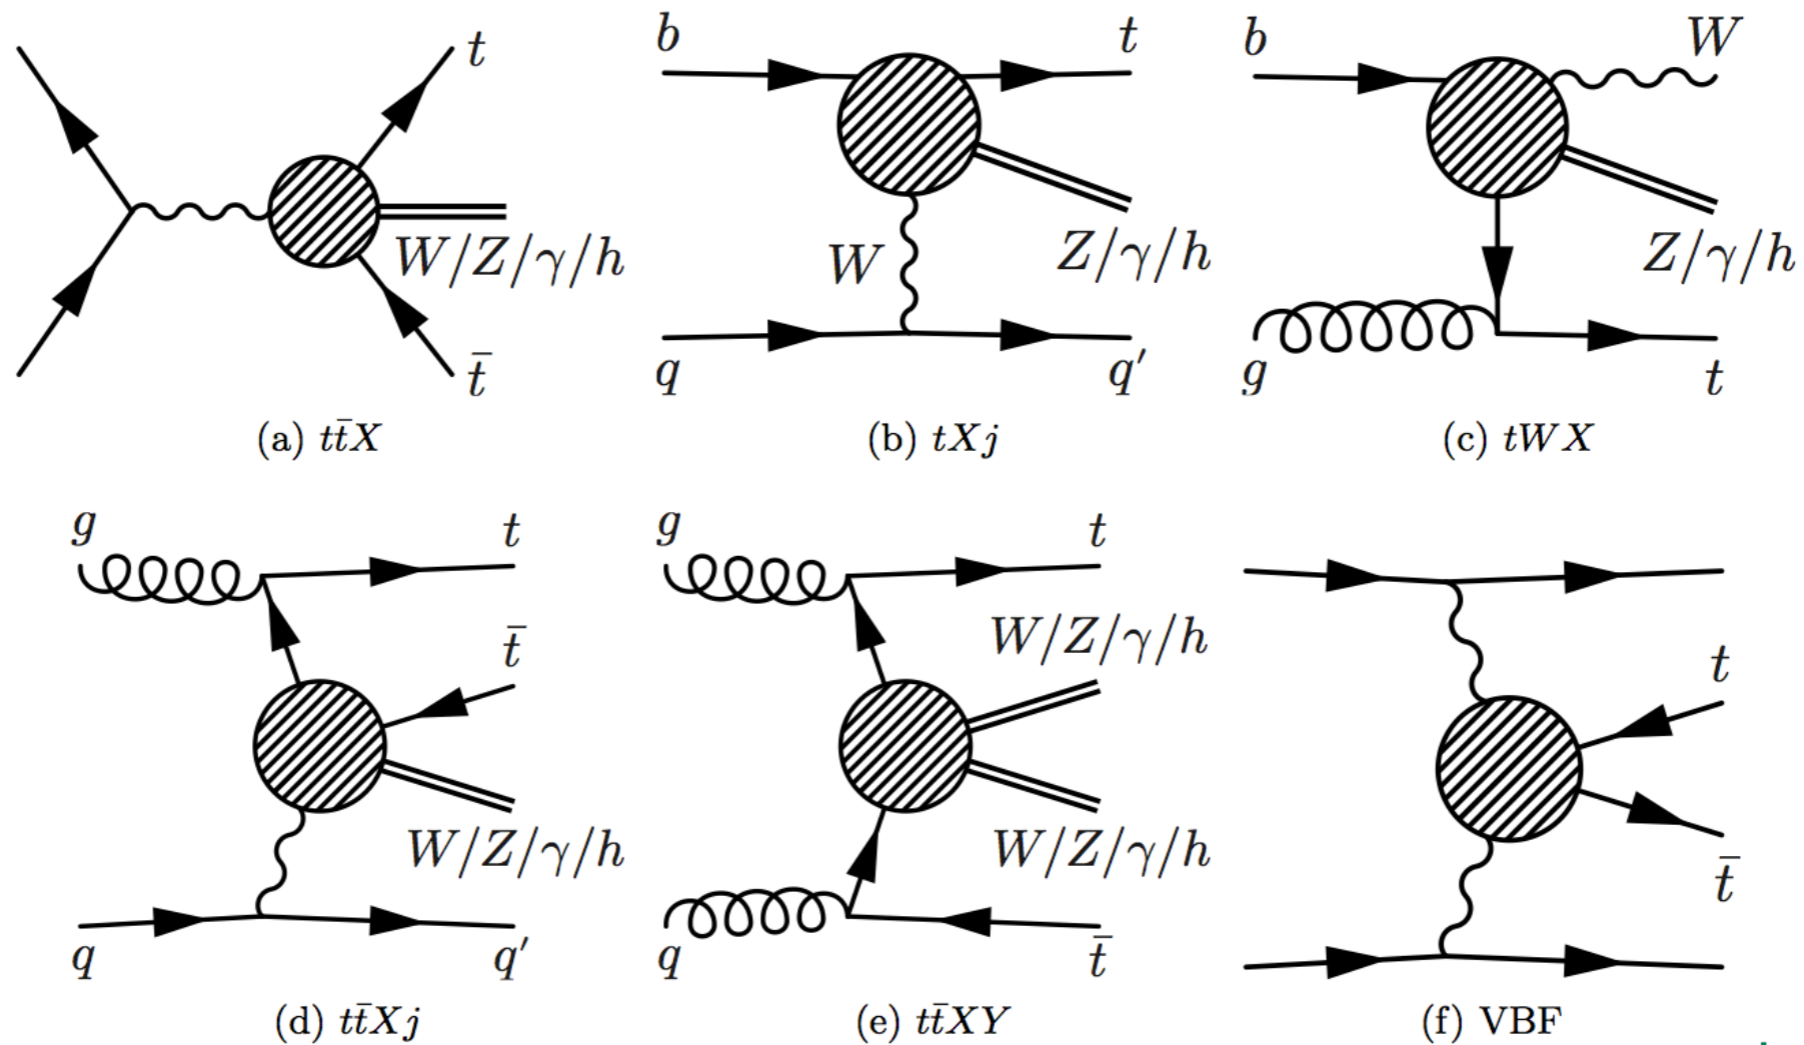 t
W/Z/γ/h
t̄
(a) tt̄X
b
t
W
Z/γ/h
q
q′
(b) tXj
b
W
Z/γ/h
g
t
(c) tWX
g
t
t̄
W/Z/γ/h
q
q′
(d) tt̄Xj
g
t
W/Z/γ/h
W/Z/γ/h
q
t̄
(e) tt̄XY
t
t̄
(f) VBF